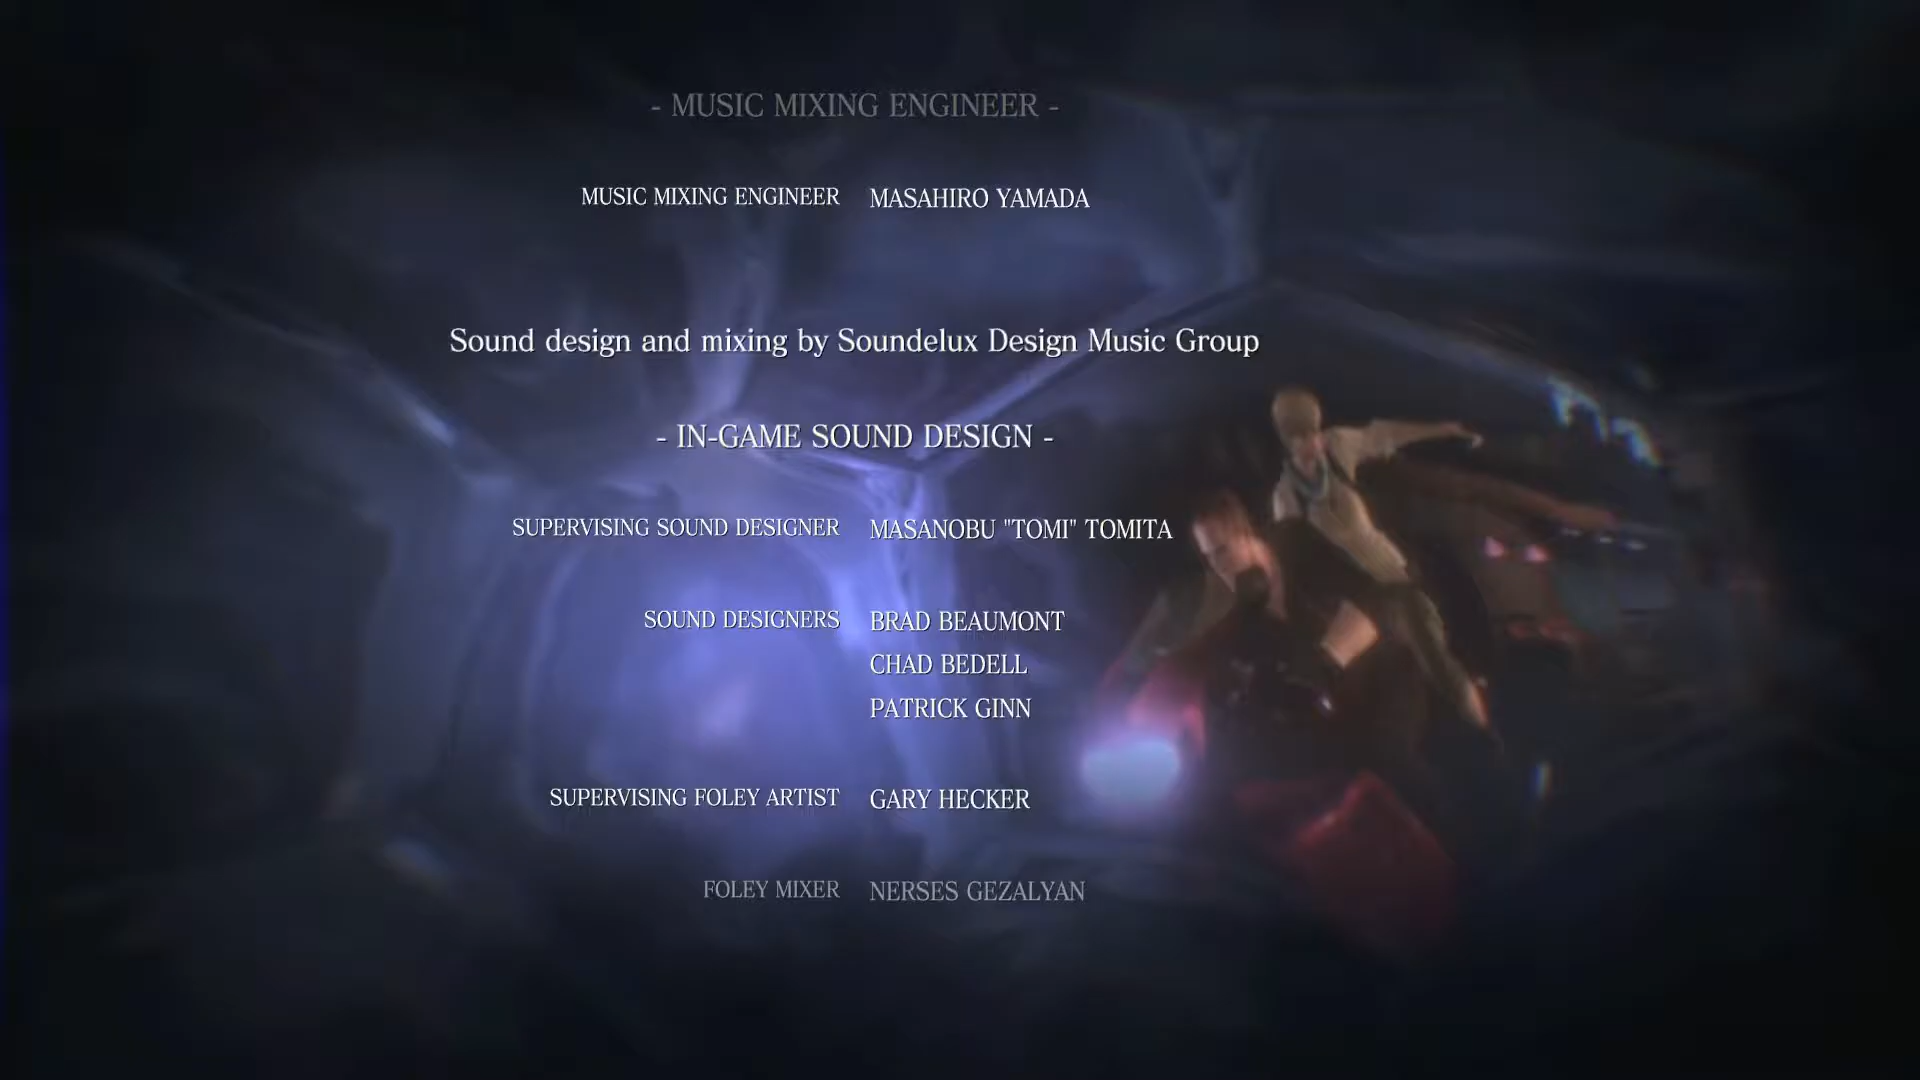 - MUSIC MIXING ENGINEER -
MUSIC MIXING ENGINEER MASAHIRO YAMADA
Sound design and mixing by Soundelux Design Music Group
- IN-GAME SOUND DESIGN -
SUPERVISING SOUND DESIGNER MASANOBU "TOMI" TOMITA
SOUND DESIGNERS BRAD BEAUMONT
CHAD BEDELL
PATRICK GINN
SUPERVISING FOLEY ARTIST GARY HECKER
FOLEY MIXER NERSES GEZALYAN